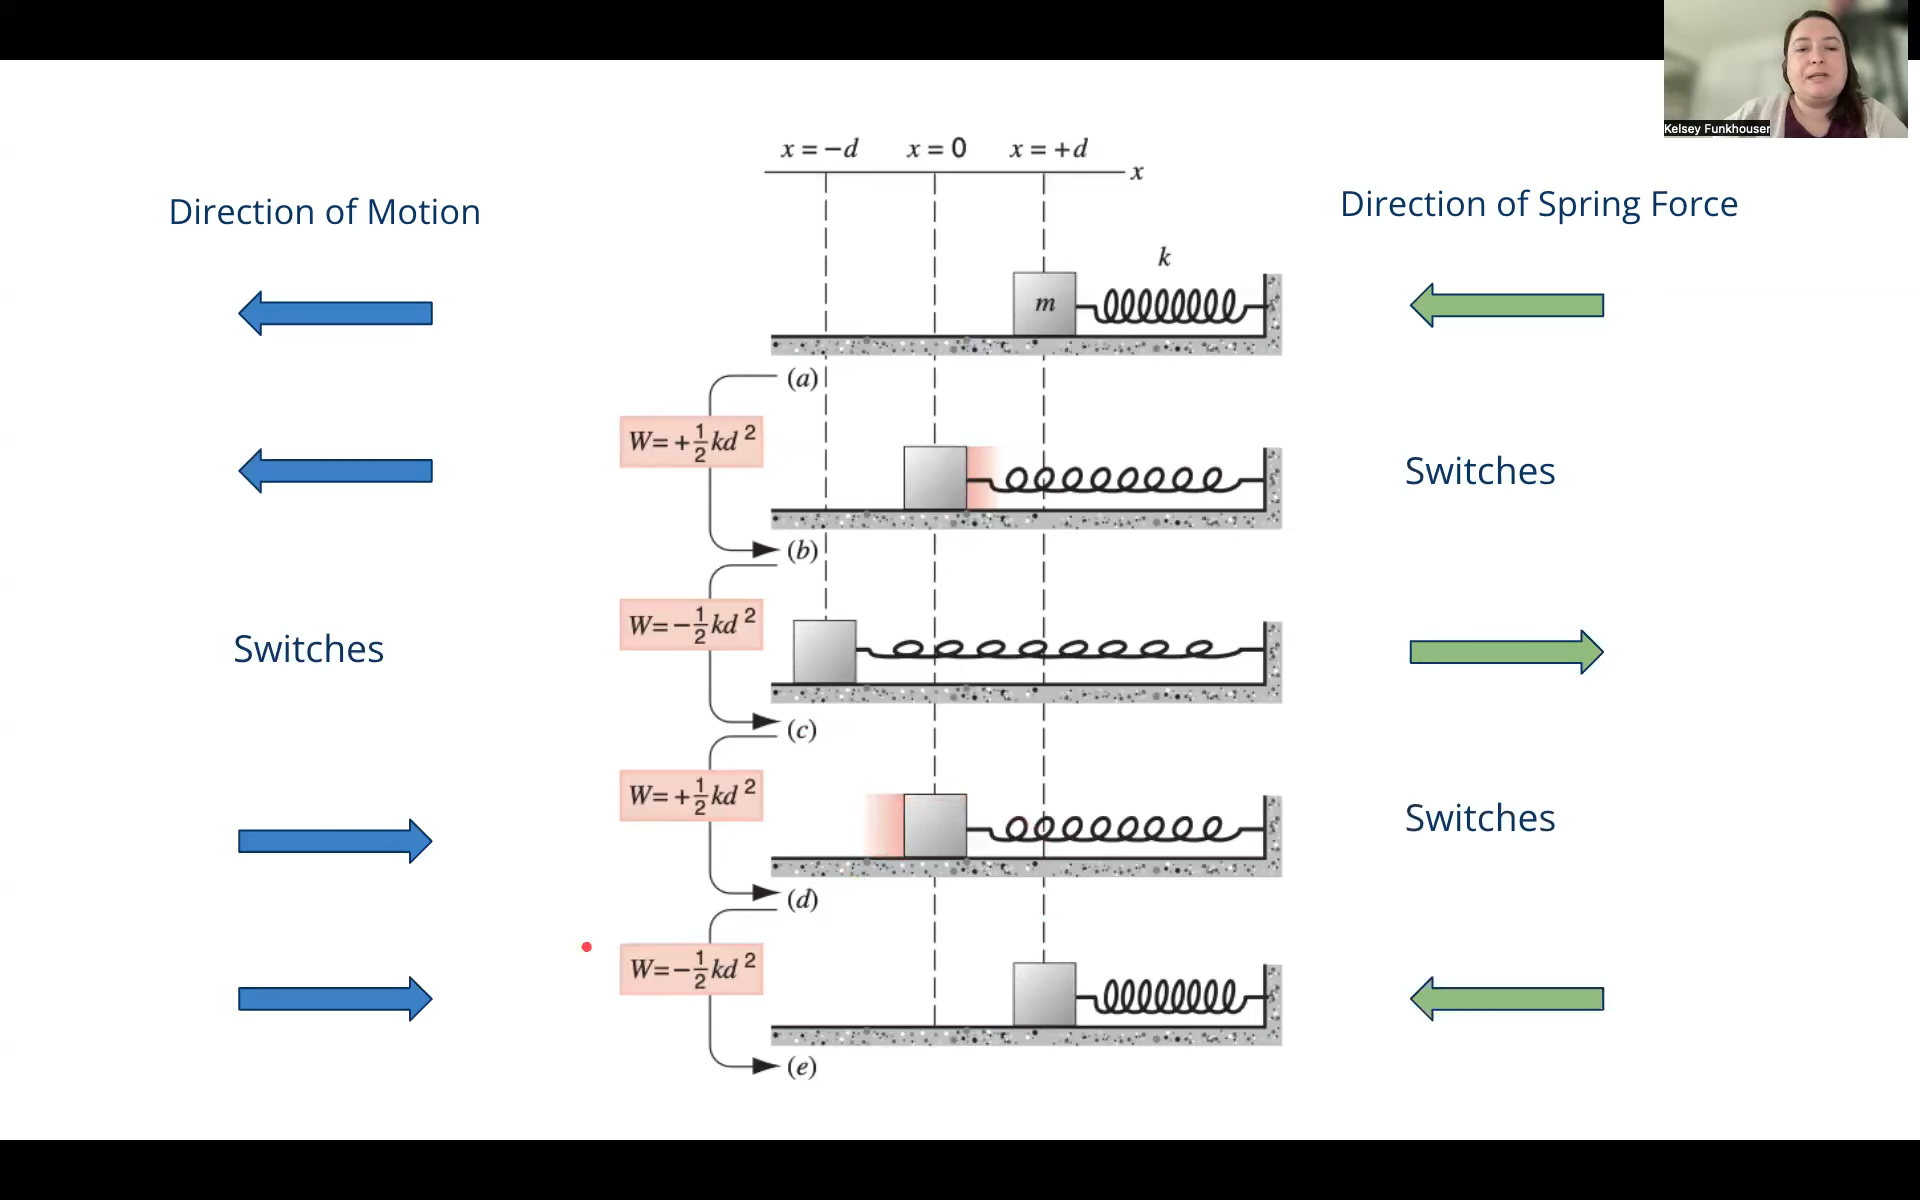 Kelsey Funkhouser
x = −d x = 0 x = +d
x
Direction of Motion
Direction of Spring Force
k
m
(a)
W= +½kd²
Switches
(b)
W= −½kd²
Switches
(c)
W= +½kd²
Switches
(d)
W= −½kd²
(e)